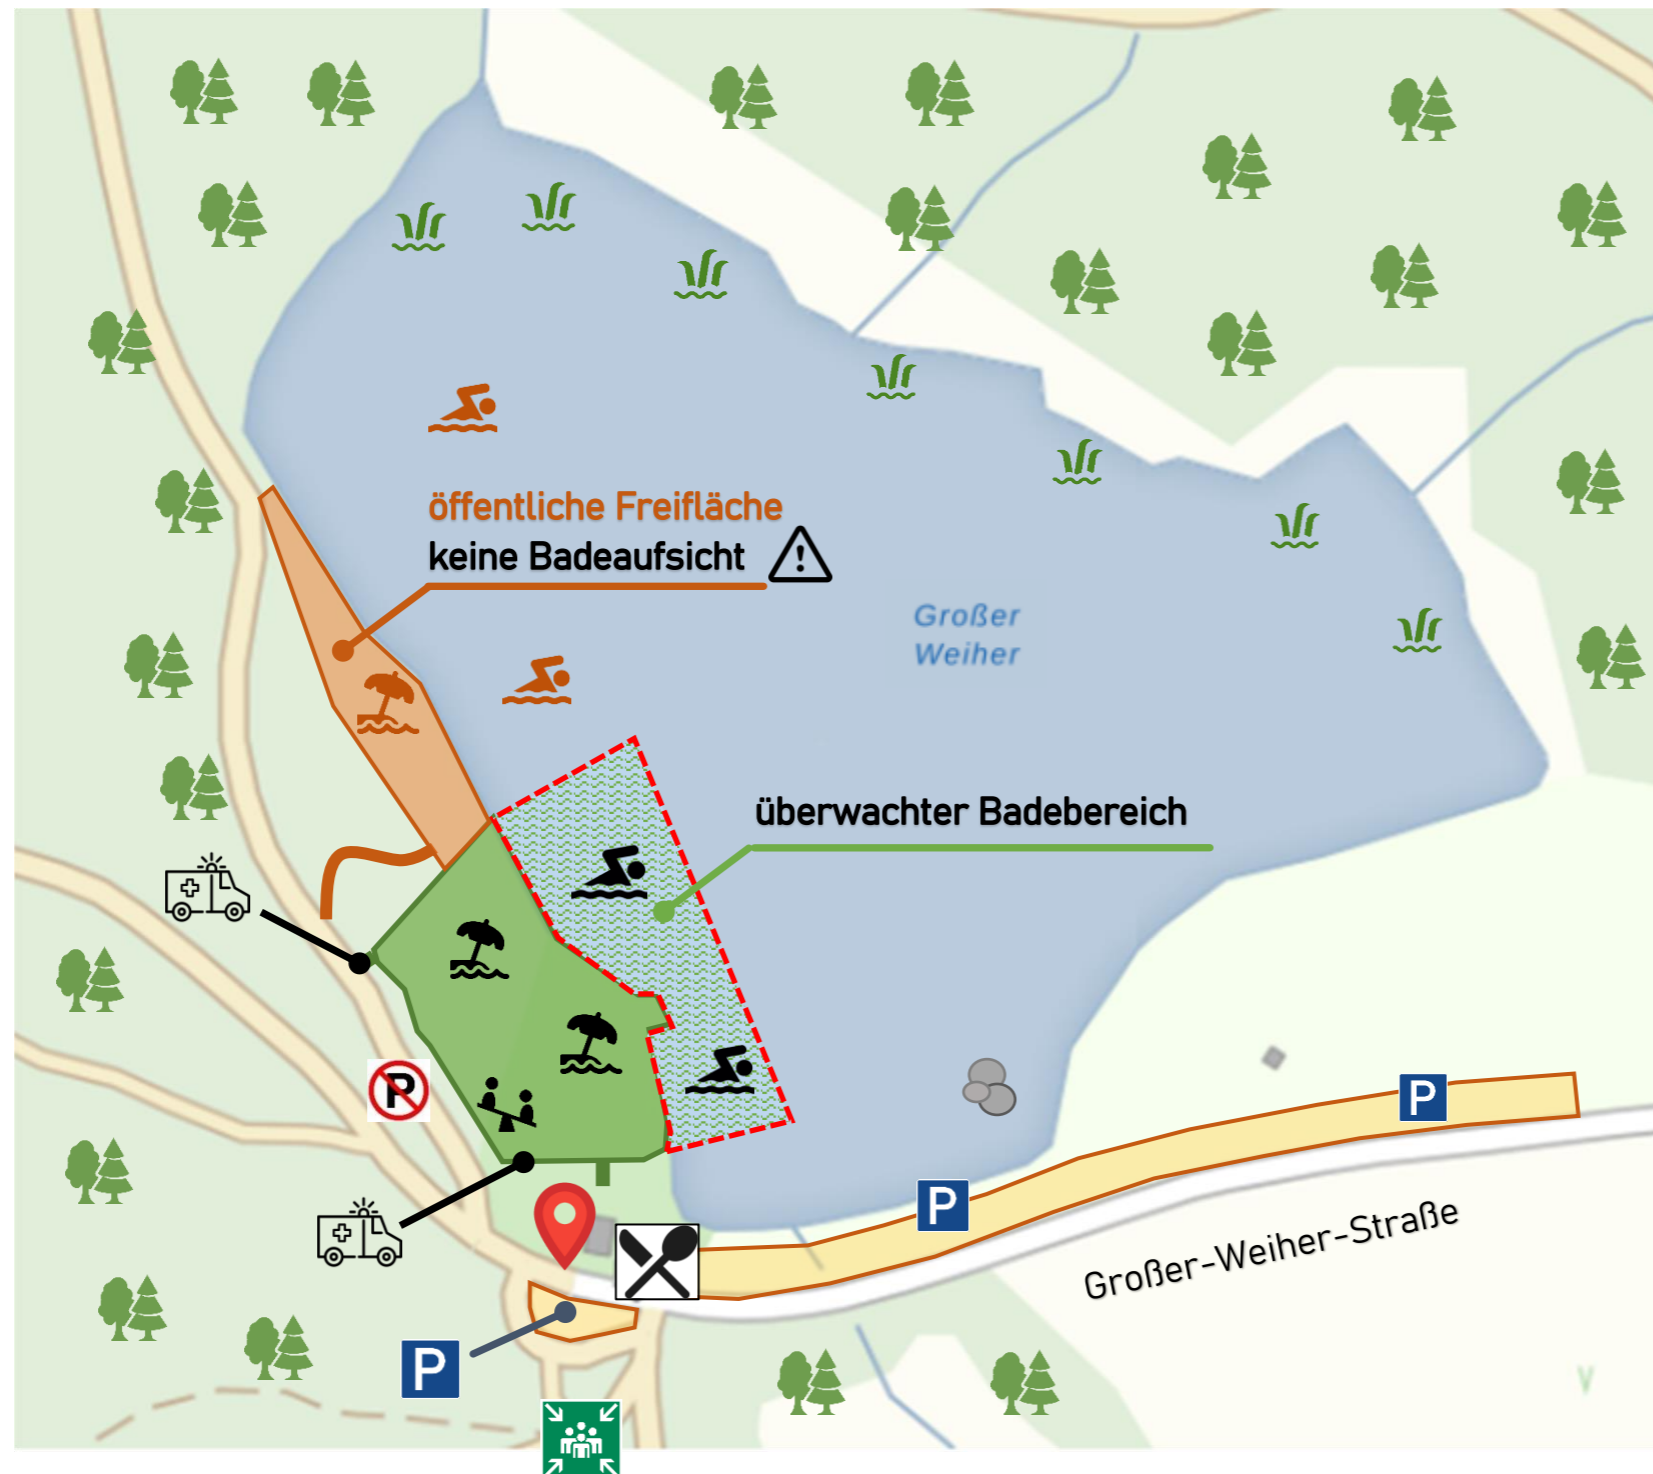 öffentliche Freifläche
keine Badeaufsicht
!
Großer
Weiher
überwachter Badebereich
P
P
P
Großer-Weiher-Straße
P